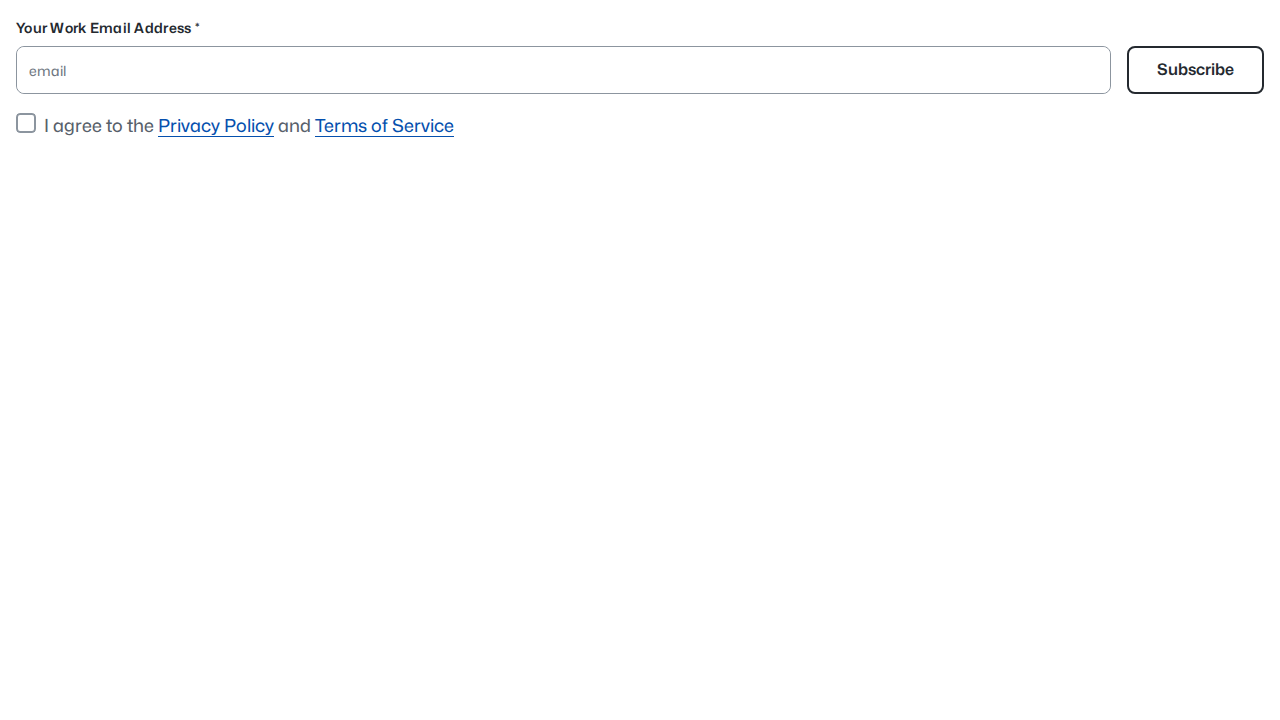 Your Work Email Address *
email
Subscribe
I agree to the Privacy Policy and Terms of Service